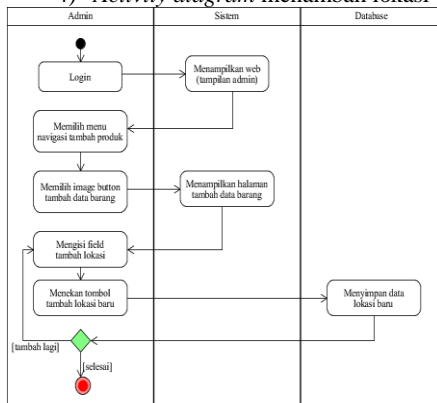 4) Activity diagram menambah lokasi
Admin
Sistem
Database
Login
Menampilkan web
(tampilan admin)
Memilih menu
navigasi tambah produk
Memilih image button
tambah data barang
Menampilkan halaman
tambah data barang
Mengisi field
tambah lokasi
Menekan tombol
tambah lokasi baru
Menyimpan data
lokasi baru
[tambah lagi]
[selesai]